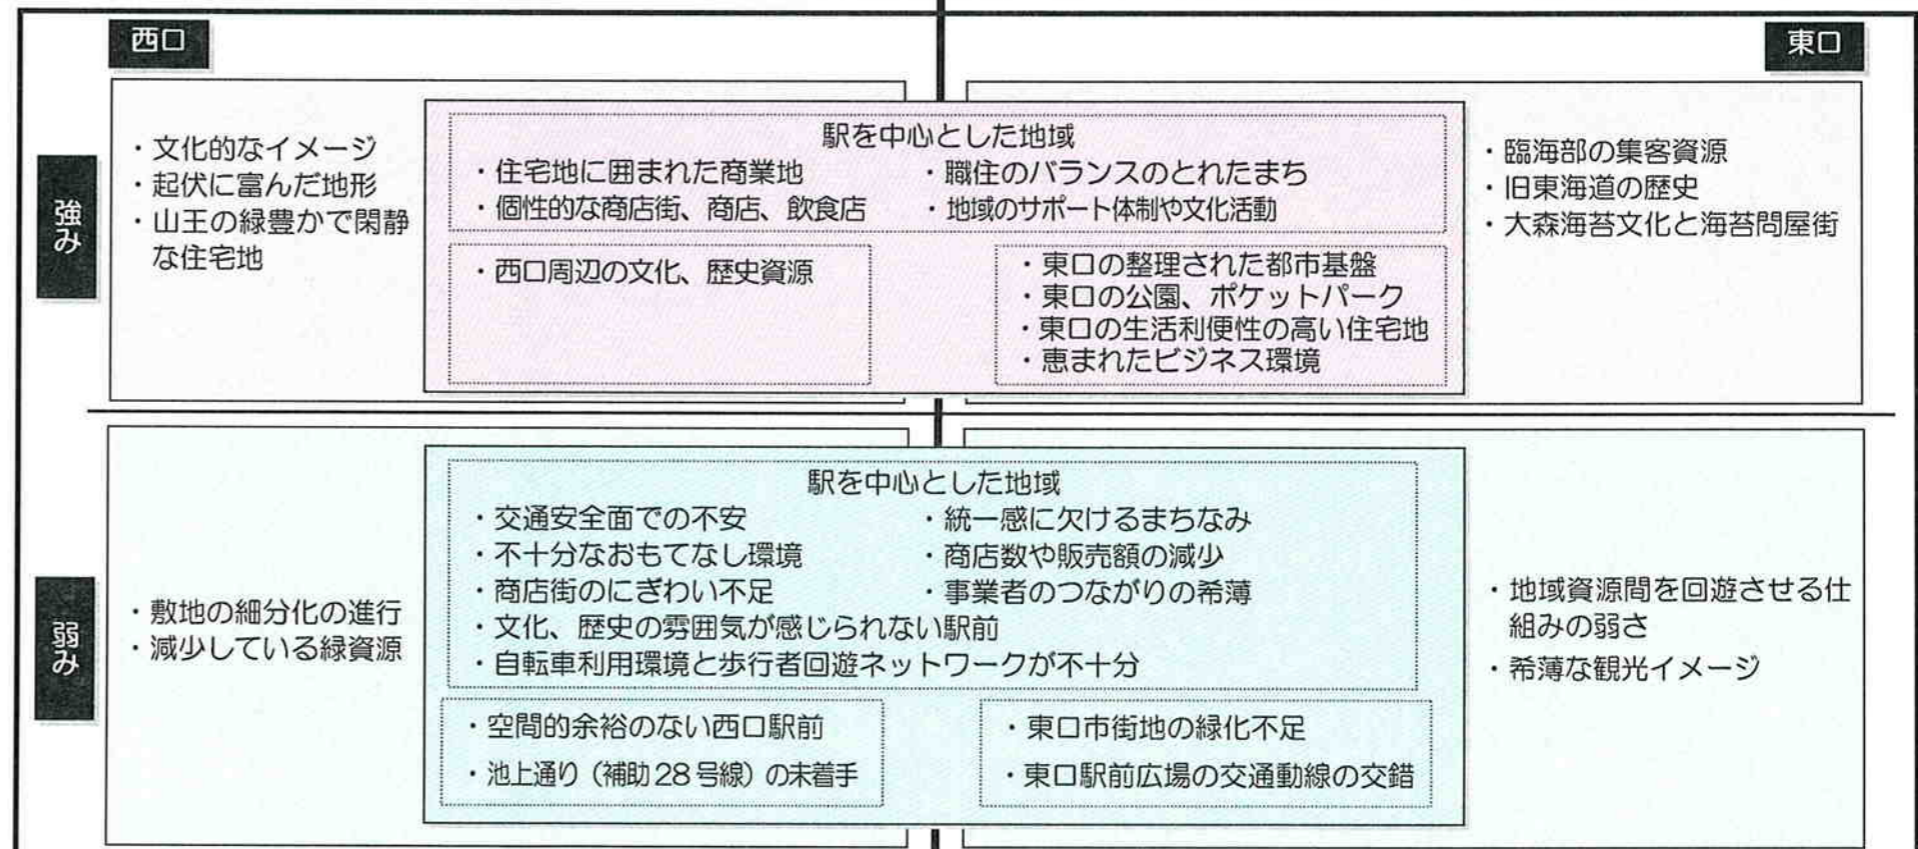 西口
東口
強み
・文化的なイメージ
・起伏に富んだ地形
・山王の緑豊かで閑静
な住宅地
駅を中心とした地域
・住宅地に囲まれた商業地
・職住のバランスのとれたまち
・個性的な商店街、商店、飲食店
・地域のサポート体制や文化活動
・西口周辺の文化、歴史資源
・東口の整理された都市基盤
・東口の公園、ポケットパーク
・東口の生活利便性の高い住宅地
・恵まれたビジネス環境
・臨海部の集客資源
・旧東海道の歴史
・大森海苔文化と海苔問屋街
弱み
・敷地の細分化の進行
・減少している緑資源
駅を中心とした地域
・交通安全面での不安
・統一感に欠けるまちなみ
・不十分なおもてなし環境
・商店数や販売額の減少
・商店街のにぎわい不足
・事業者のつながりの希薄
・文化、歴史の雰囲気が感じられない駅前
・自転車利用環境と歩行者回遊ネットワークが不十分
・空間的余裕のない西口駅前
・池上通り（補助28号線）の未着手
・東口市街地の緑化不足
・東口駅前広場の交通動線の交錯
・地域資源間を回遊させる仕
組みの弱さ
・希薄な観光イメージ